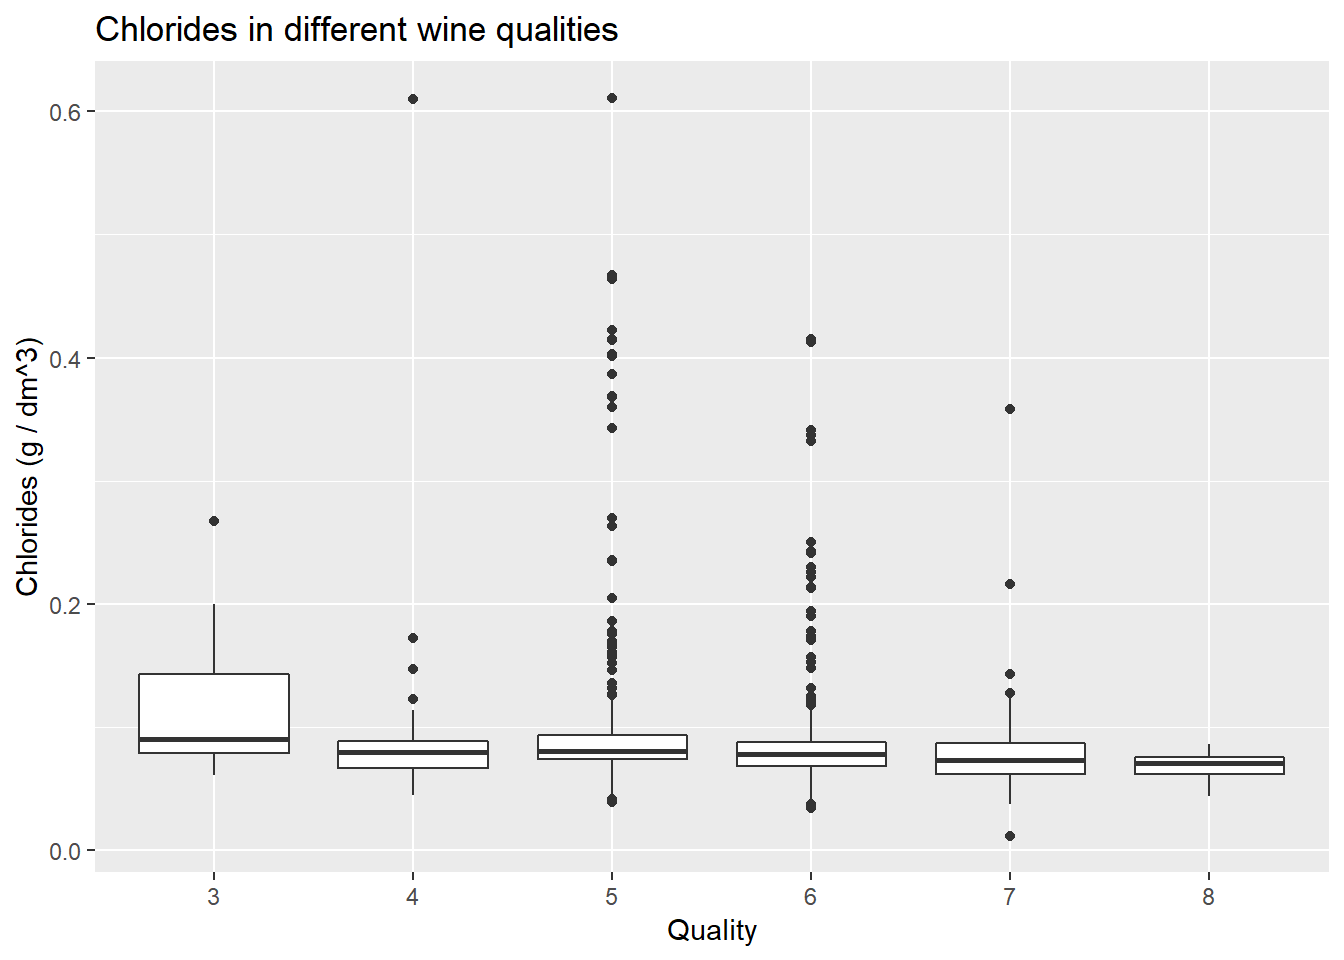 Chlorides in different wine qualities
Chlorides (g / dm^3)
0.6
0.4
0.2
0.0
3 4 5 6 7 8
Quality